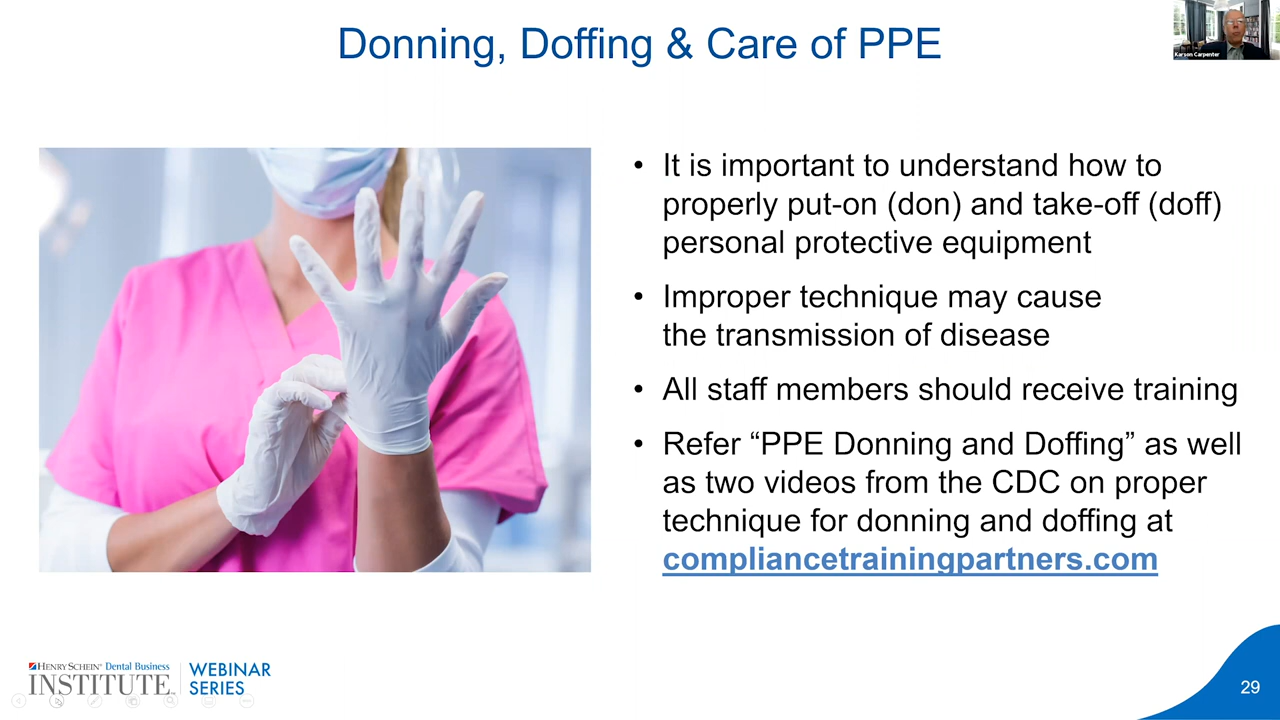 Donning, Doffing & Care of PPE
Karson Carpenter
• It is important to understand how to
properly put-on (don) and take-off (doff)
personal protective equipment
• Improper technique may cause
the transmission of disease
• All staff members should receive training
• Refer “PPE Donning and Doffing” as well
as two videos from the CDC on proper
technique for donning and doffing at
compliancetrainingpartners.com
HENRY SCHEIN® Dental Business
INSTITUTE™
WEBINAR
SERIES
29